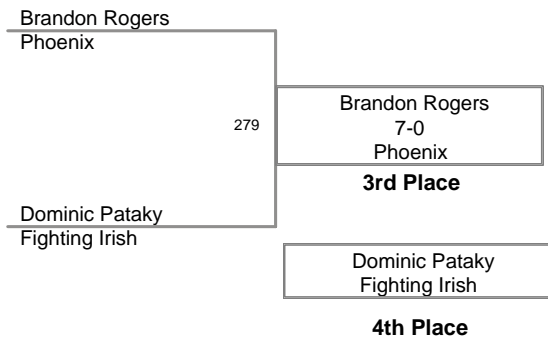 Brandon Rogers
Phoenix
279
Brandon Rogers
7-0
Phoenix
3rd Place
Dominic Pataky
Fighting Irish
Dominic Pataky
Fighting Irish
4th Place